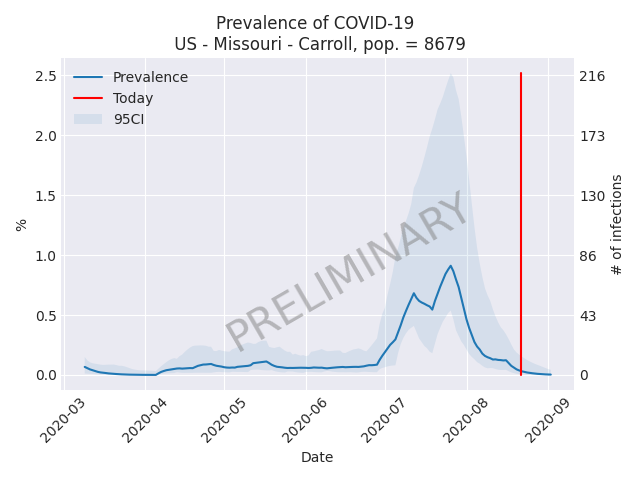 Prevalence of COVID-19
US - Missouri - Carroll, pop. = 8679
Prevalence
Today
95CI
PRELIMINARY
%
2.5
2.0
1.5
1.0
0.5
0.0
216
173
130
86
43
0
# of infections
2020-03
2020-04
2020-05
2020-06
2020-07
2020-08
2020-09
Date